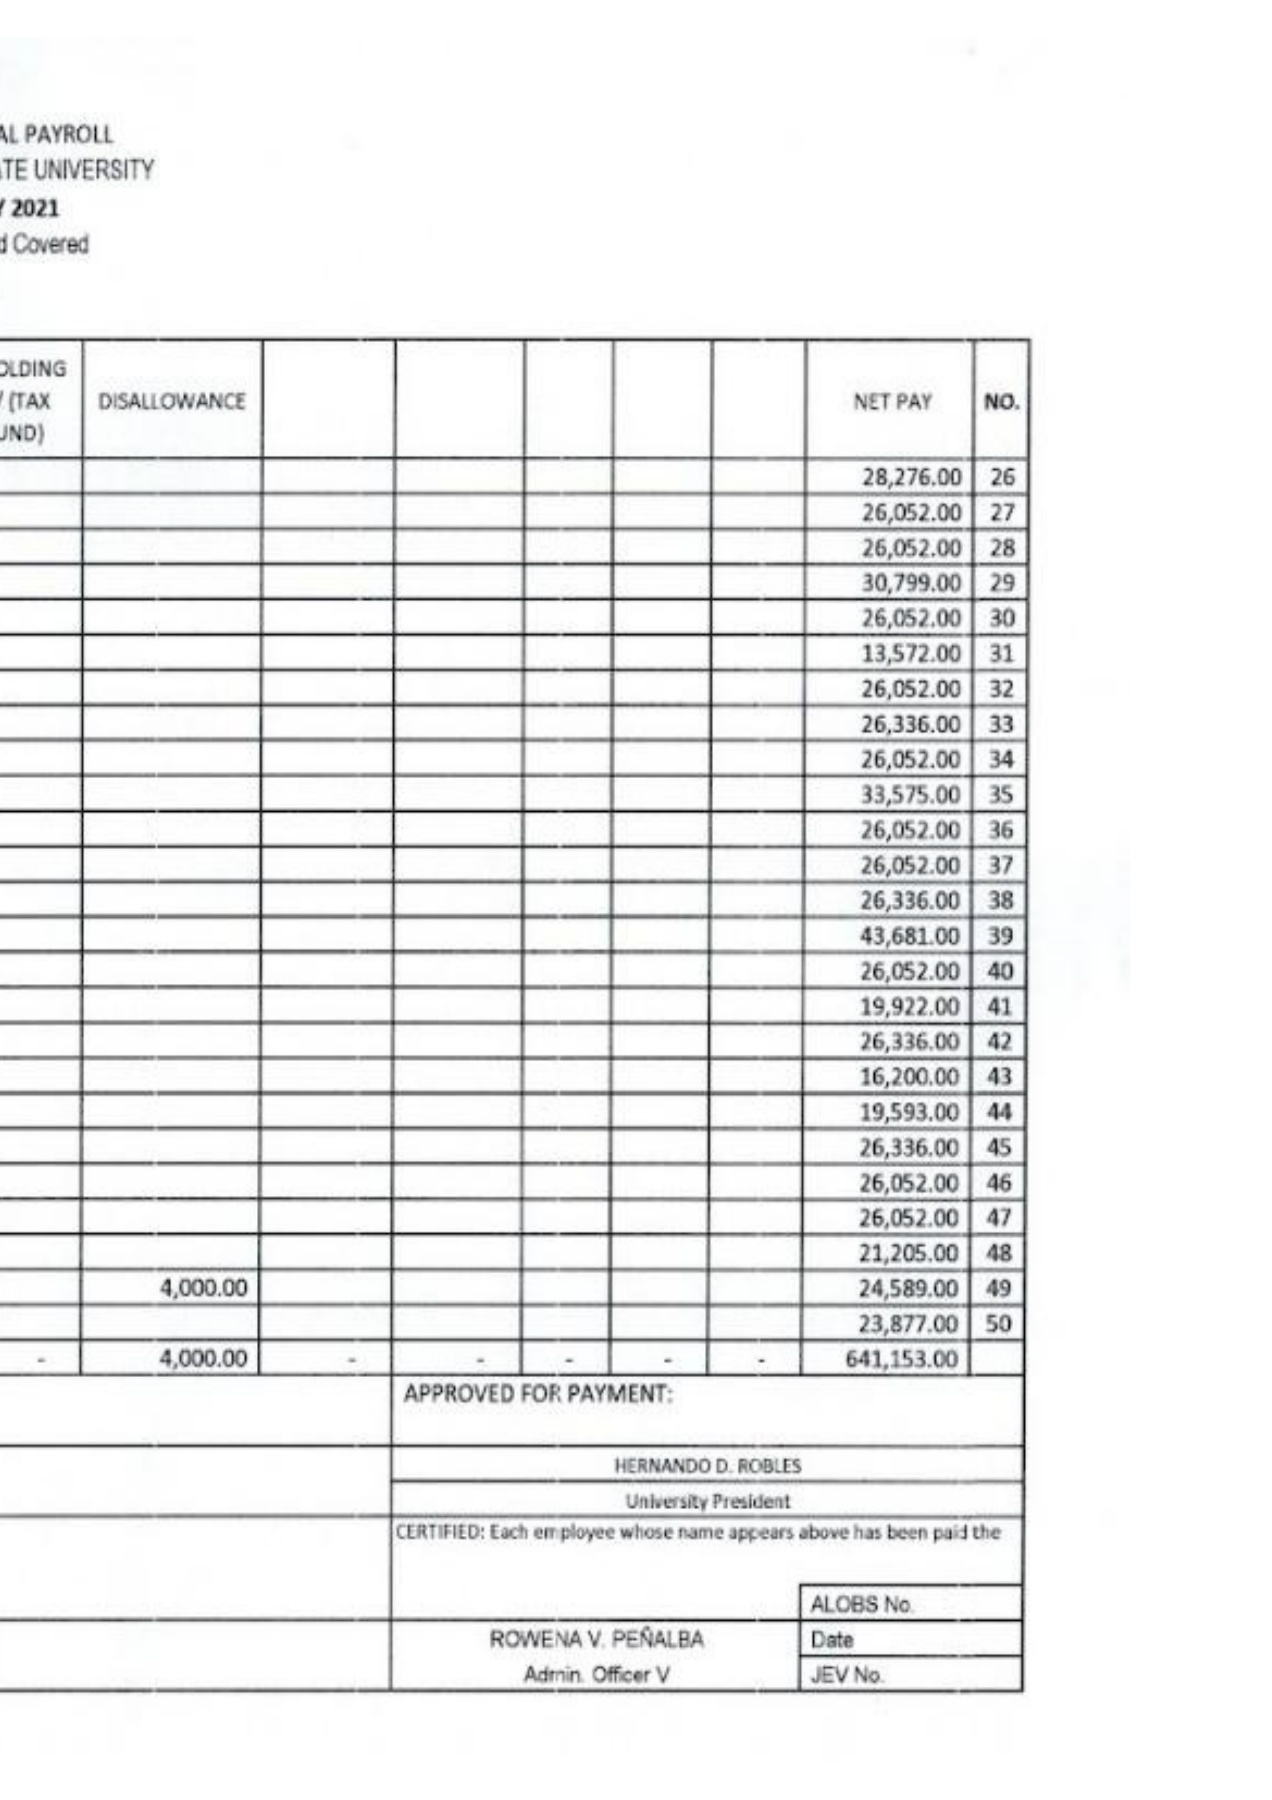 AL PAYROLL
ATE UNIVERSITY
Y 2021
d Covered
OLDING
/ (TAX DISALLOWANCE NET PAY NO.
UND)
28,276.00 26
26,052.00 27
26,052.00 28
30,799.00 29
26,052.00 30
13,572.00 31
26,052.00 32
26,336.00 33
26,052.00 34
33,575.00 35
26,052.00 36
26,052.00 37
26,336.00 38
43,681.00 39
26,052.00 40
19,922.00 41
26,336.00 42
16,200.00 43
19,593.00 44
26,336.00 45
26,052.00 46
26,052.00 47
21,205.00 48
4,000.00 24,589.00 49
23,877.00 50
- 4,000.00 - - - - - 641,153.00
APPROVED FOR PAYMENT:
HERNANDO D. ROBLES
University President
CERTIFIED: Each employee whose name appears above has been paid the
ALOBS No.
ROWENA V. PEÑALBA Date
Admin. Officer V JEV No.